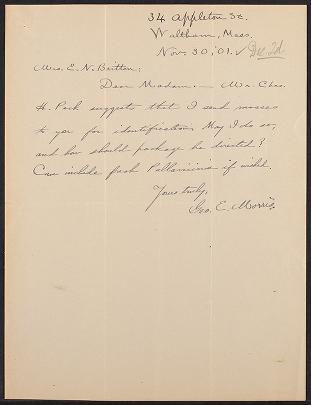 34 Appleton St.
Waltham, Mass.
Nov. 30, '01. Dec 2d
Mrs. E. N. Britton;
Dear Madam:— Mr. Chas.
H. Peck suggests that I send mosses
to you for identification. May I do so,
and how should package be directed?
Can include fresh if wished.
Yours truly,
Geo. E. Morris.